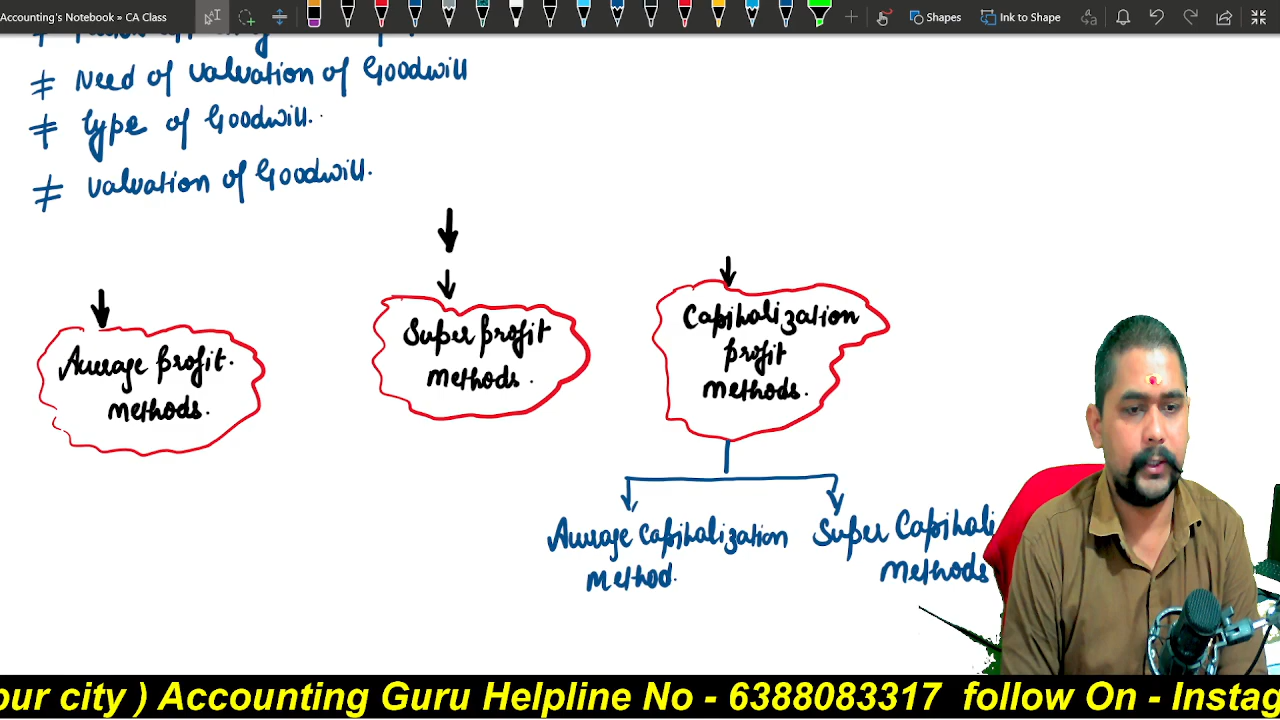 Accounting's Notebook » CA Class
Shapes
Ink to Shape
≠ Need of Valuation of Goodwill
≠ Type of Goodwill.
≠ Valuation of Goodwill.
Average profit.
methods.
Super profit
methods.
Capitalization
profit
methods.
Average Capitalization
Method.
Super Capitali
Methods
pur city ) Accounting Guru Helpline No - 6388083317 follow On - Instag